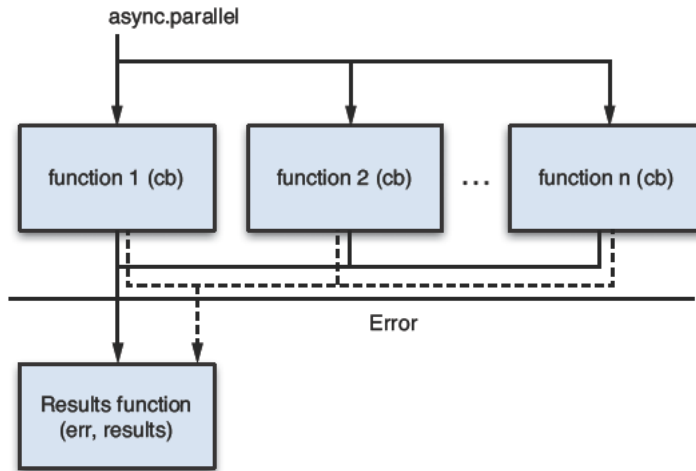 async.parallel
function 1 (cb)
function 2 (cb)
...
function n (cb)
Error
Results function
(err, results)